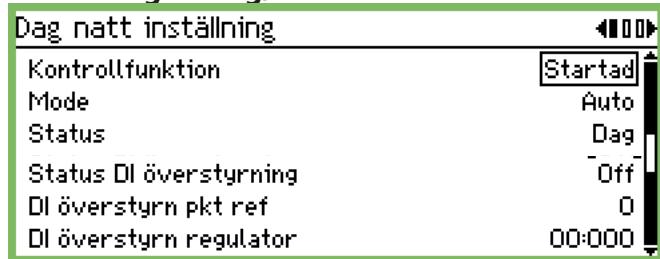 Dag natt inställning
Kontrollfunktion Startad
Mode Auto
Status Dag
Status DI överstyrning Off
DI överstyrn pkt ref 0
DI överstyrn regulator 00:000